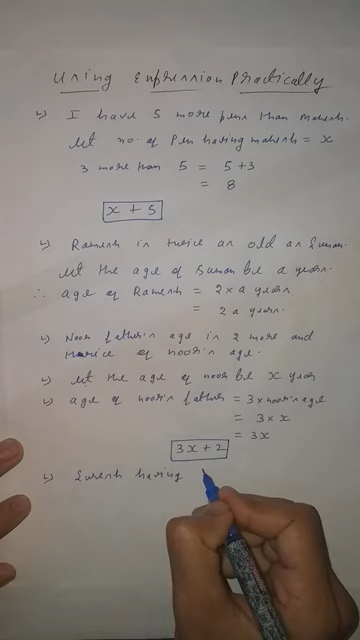 Using Expression Practically
I have 5 more pens than Mahesh.
Let no. of Pen having mahesh = x
3 more than 5 = 5+3
= 8
x + 5
Ramesh is twice as old as Suman.
Let the age of Suman be a years.
∴ age of Ramesh = 2 x a years
= 2 a years.
Noor father's age is 2 more and
thrice of noor's age.
Let the age of noor be x years
age of noor's father = 3 x noor's age
= 3 x x
= 3x
3x + 2
Suresh having